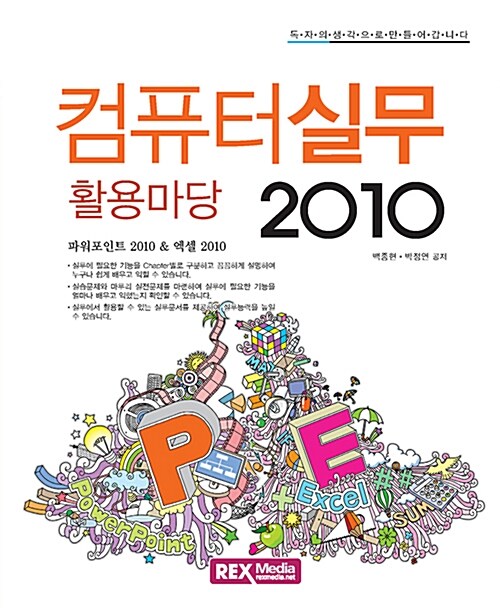 독·자·의·생·각·으·로·만·들·어·갑·니·다
컴퓨터실무
활용마당 2010
파워포인트 2010 & 엑셀 2010
백종현·박정연 공저
• 실무에 필요한 기능을 Chapter별로 구분하고 꼼꼼하게 설명하여
누구나 쉽게 배우고 익힐 수 있습니다.
• 실습문제와 마무리 실전문제를 마련하여 실무에 필요한 기능을
얼마나 배우고 익혔는지 확인할 수 있습니다.
• 실무에서 활용할 수 있는 실무문서를 제공하여 실무능력을 높일
수 있습니다.
MAY
P
E
PowerPoint
Excel
##
SUM
REX Media
rexmedia.net